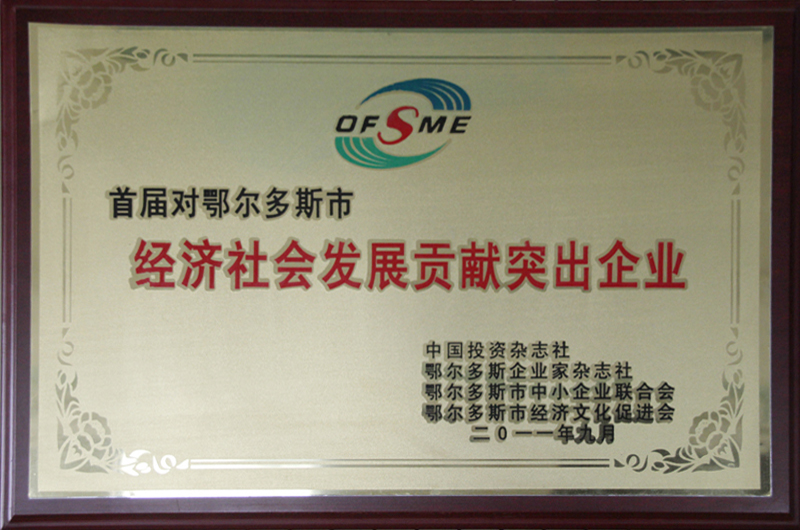 OFSME
首届对鄂尔多斯市
经济社会发展贡献突出企业
中国投资杂志社
鄂尔多斯企业家杂志社
鄂尔多斯市中小企业联合会
鄂尔多斯市经济文化促进会
二０一一年九月